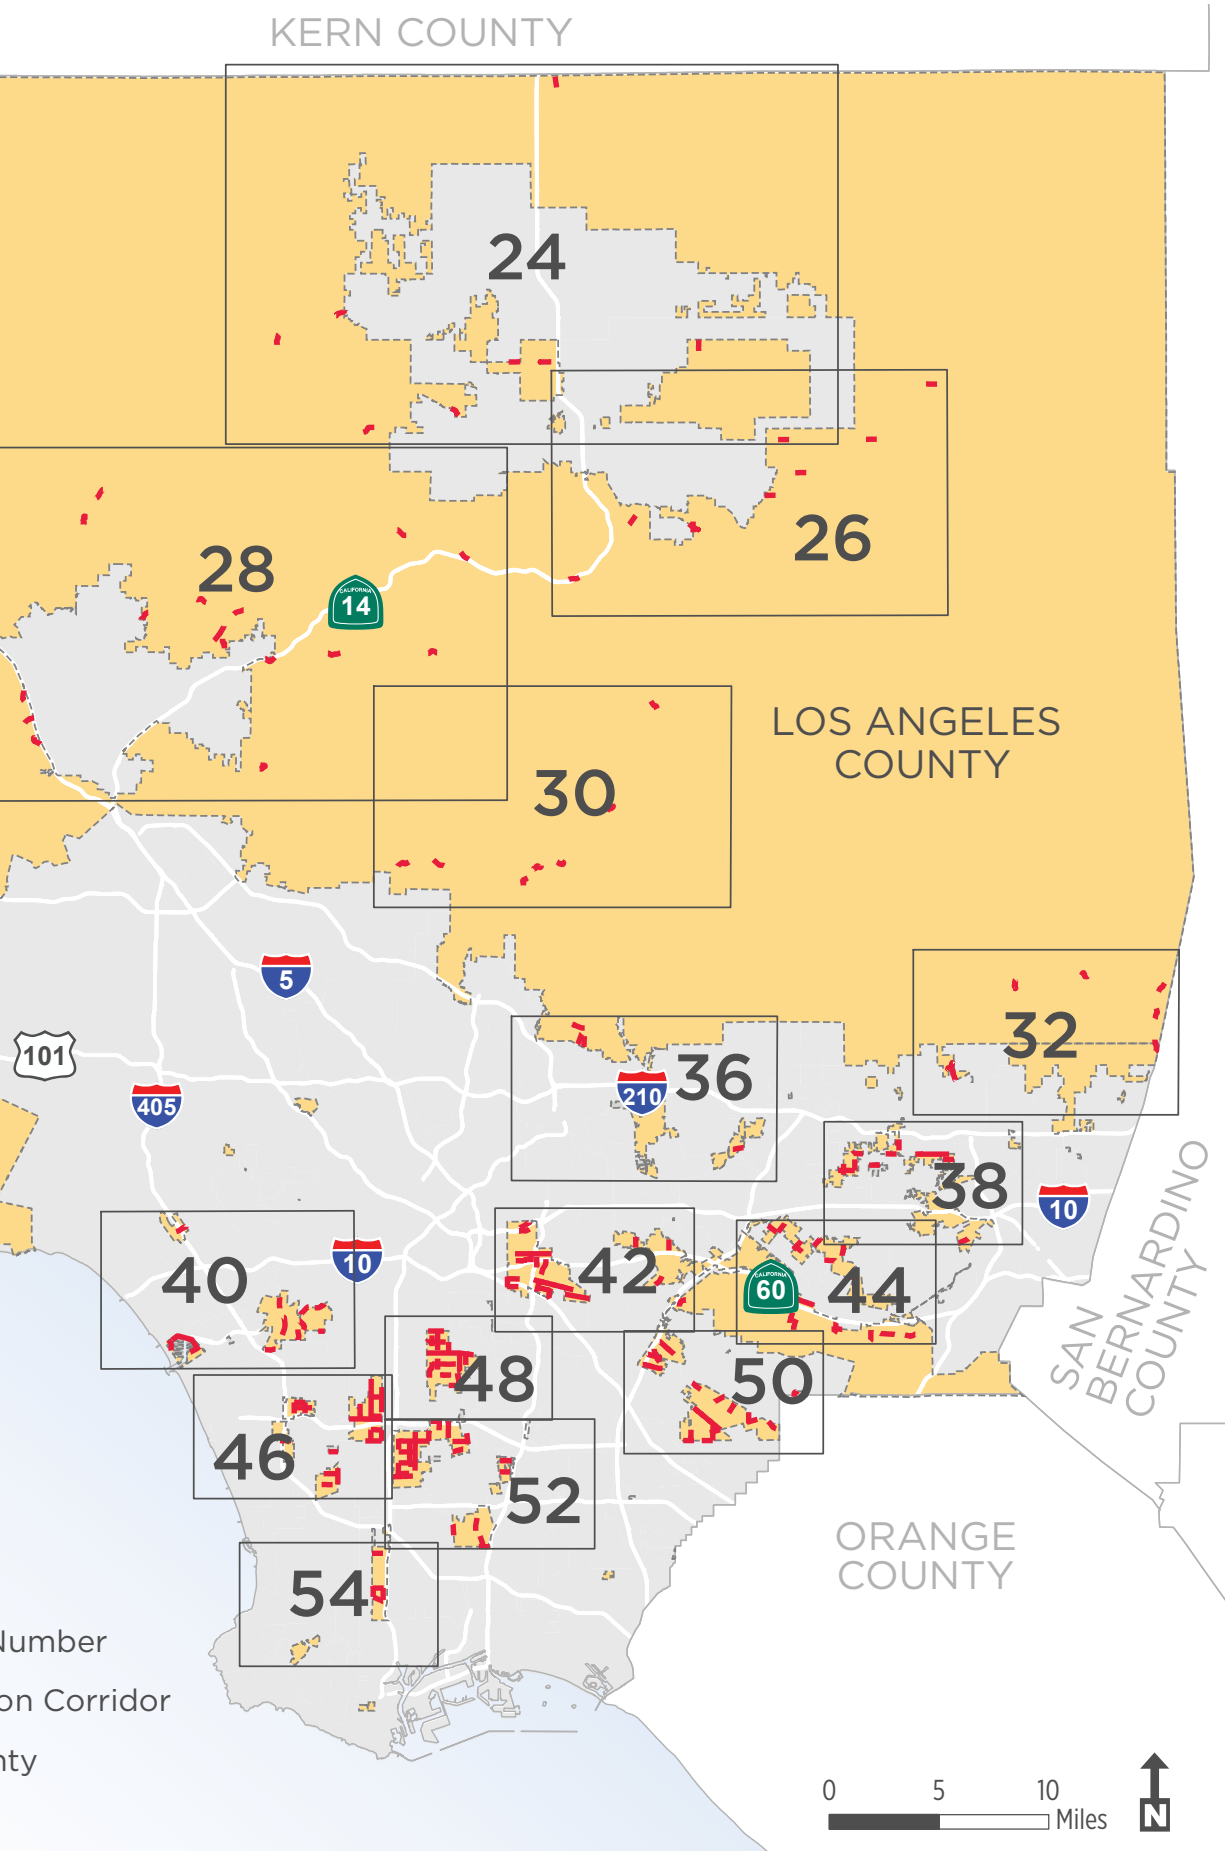 KERN COUNTY
24
26
28
CALIFORNIA
14
LOS ANGELES
COUNTY
30
5
32
101
36
405
210
38
10
SAN
BERNARDINO
COUNTY
40
10
42
CALIFORNIA
60
44
48
50
46
52
ORANGE
COUNTY
54
Number
on Corridor
nty
0 5 10
Miles
N